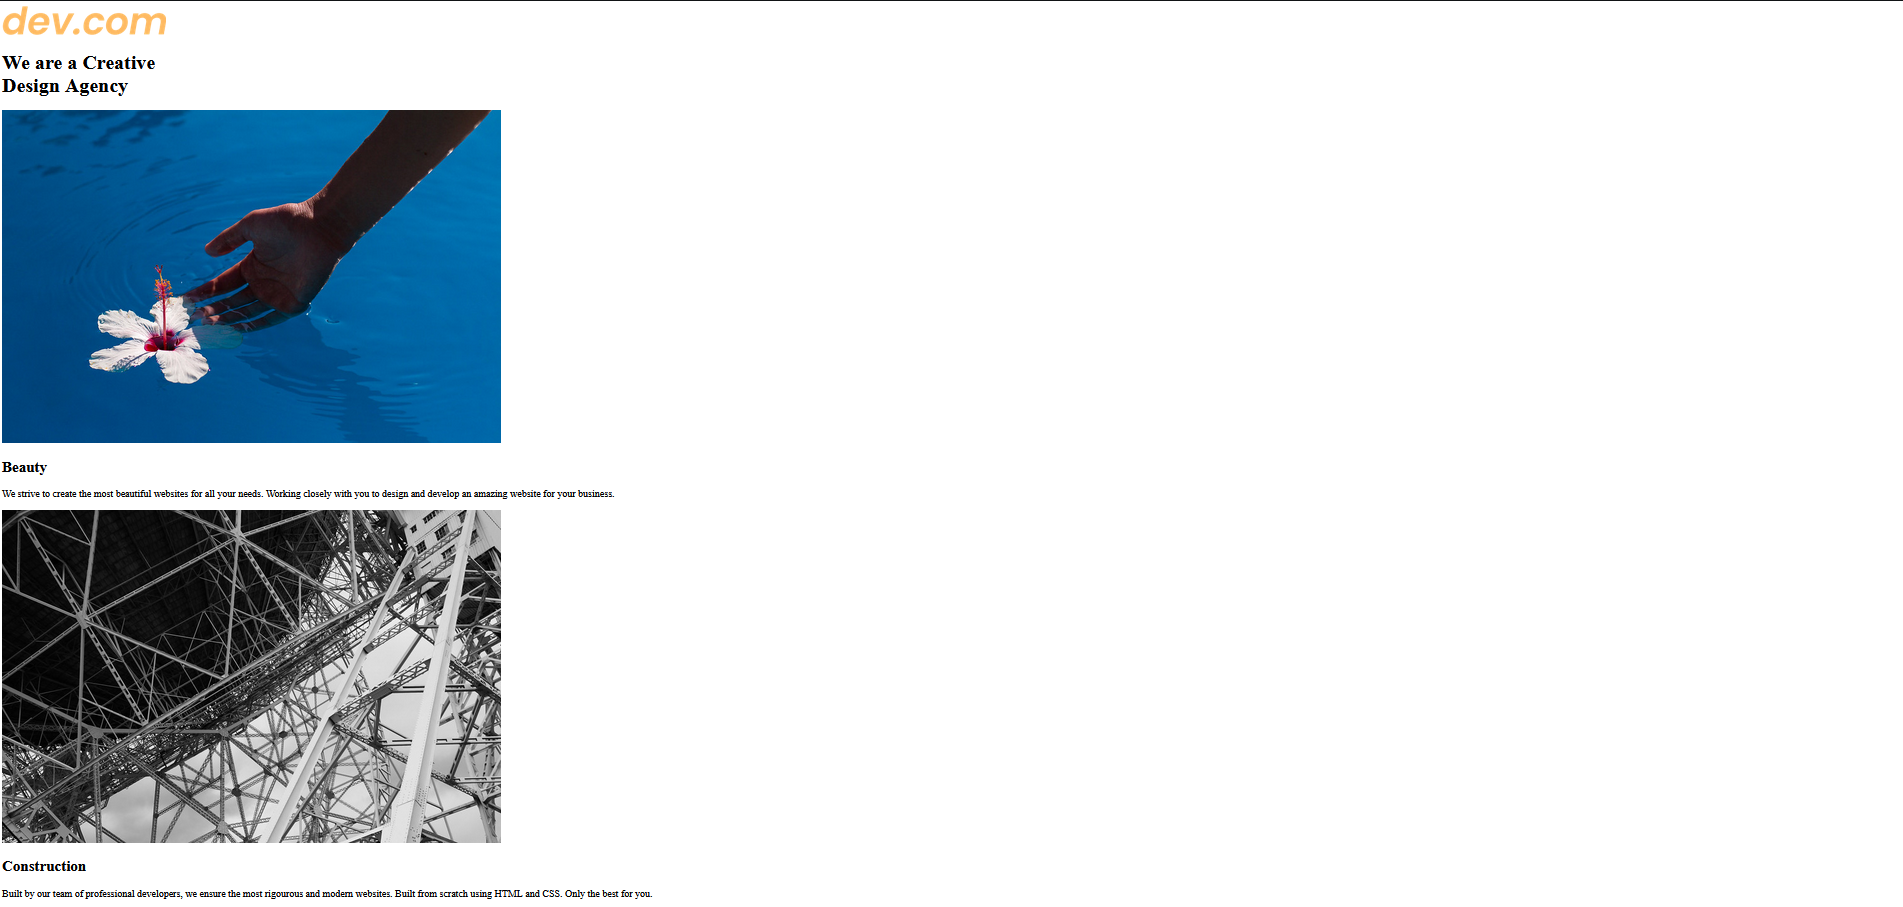 dev.com
We are a Creative
Design Agency
Beauty
We strive to create the most beautiful websites for all your needs. Working closely with you to design and develop an amazing website for your business.
Construction
Built by our team of professional developers, we ensure the most rigourous and modern websites. Built from scratch using HTML and CSS. Only the best for you.